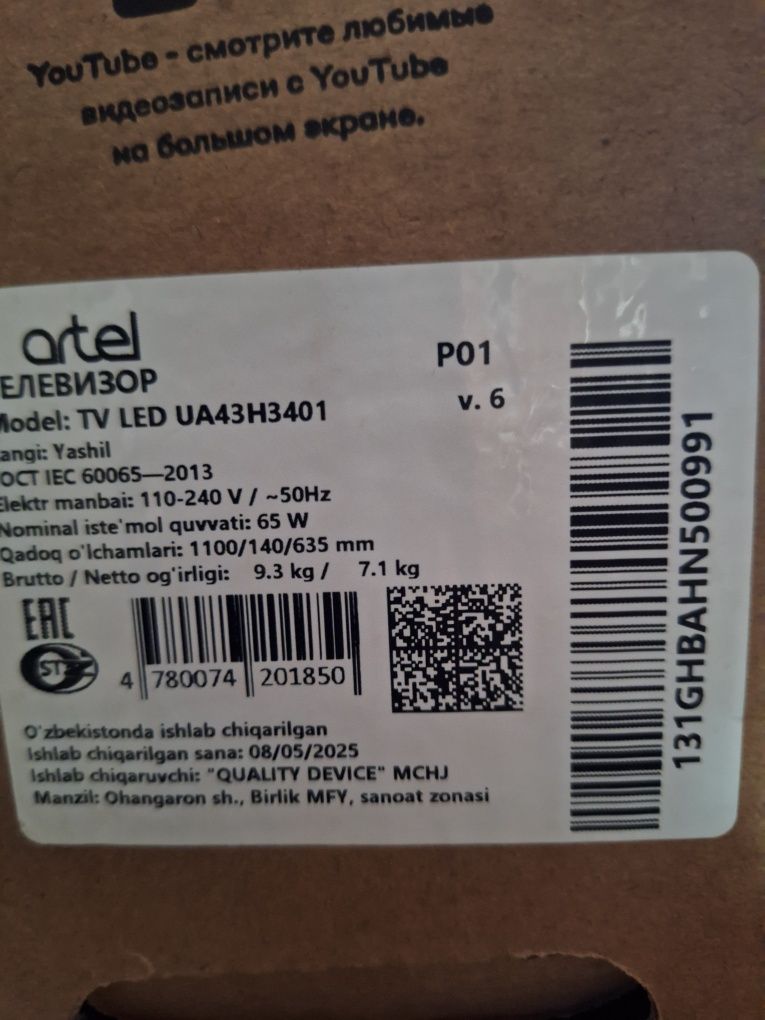 YouTube - смотрите любимые
видеозаписи с YouTube
на большом экране.
artel
ЕЛЕВИЗОР
Model: TV LED UA43H3401
angi: Yashil
ОСТ IEC 60065—2013
Elektr manbai: 110-240 V / ~50Hz
Nominal iste'mol quvvati: 65 W
Qadoq o'lchamlari: 1100/140/635 mm
Brutto / Netto og'irligi: 9.3 kg / 7.1 kg
P01
v. 6
EAC
ST
4 780074 201850
O'zbekistonda ishlab chiqarilgan
Ishlab chiqarilgan sana: 08/05/2025
Ishlab chiqaruvchi: "QUALITY DEVICE" MCHJ
Manzil: Ohangaron sh., Birlik MFY, sanoat zonasi
131GHBAHN500991